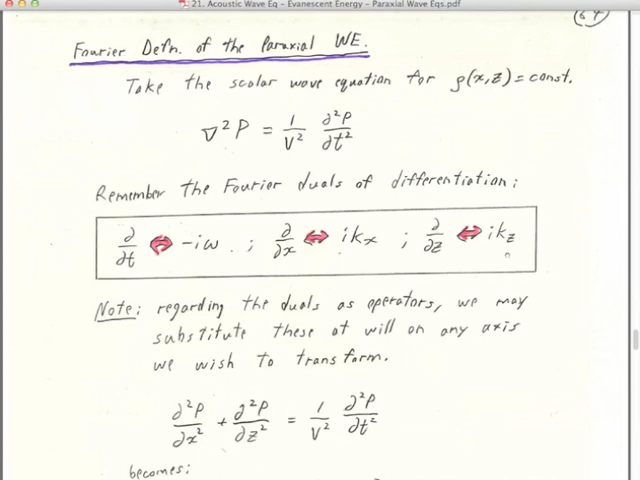 21. Acoustic Wave Eq - Evanescent Energy - Paraxial Wave Eqs.pdf
Fourier Defn. of the Paraxial WE.
Take the scalar wave equation for ρ(x,z) = const.
∇²P = 1/V² ∂²P/∂t²
Remember the Fourier duals of differentiation:
∂/∂t ⇔ -iω ; ∂/∂x ⇔ ikx ; ∂/∂z ⇔ ikz
Note: regarding the duals as operators, we may
substitute these at will on any axis
we wish to transform.
∂²P/∂x² + ∂²P/∂z² = 1/V² ∂²P/∂t²
becomes: